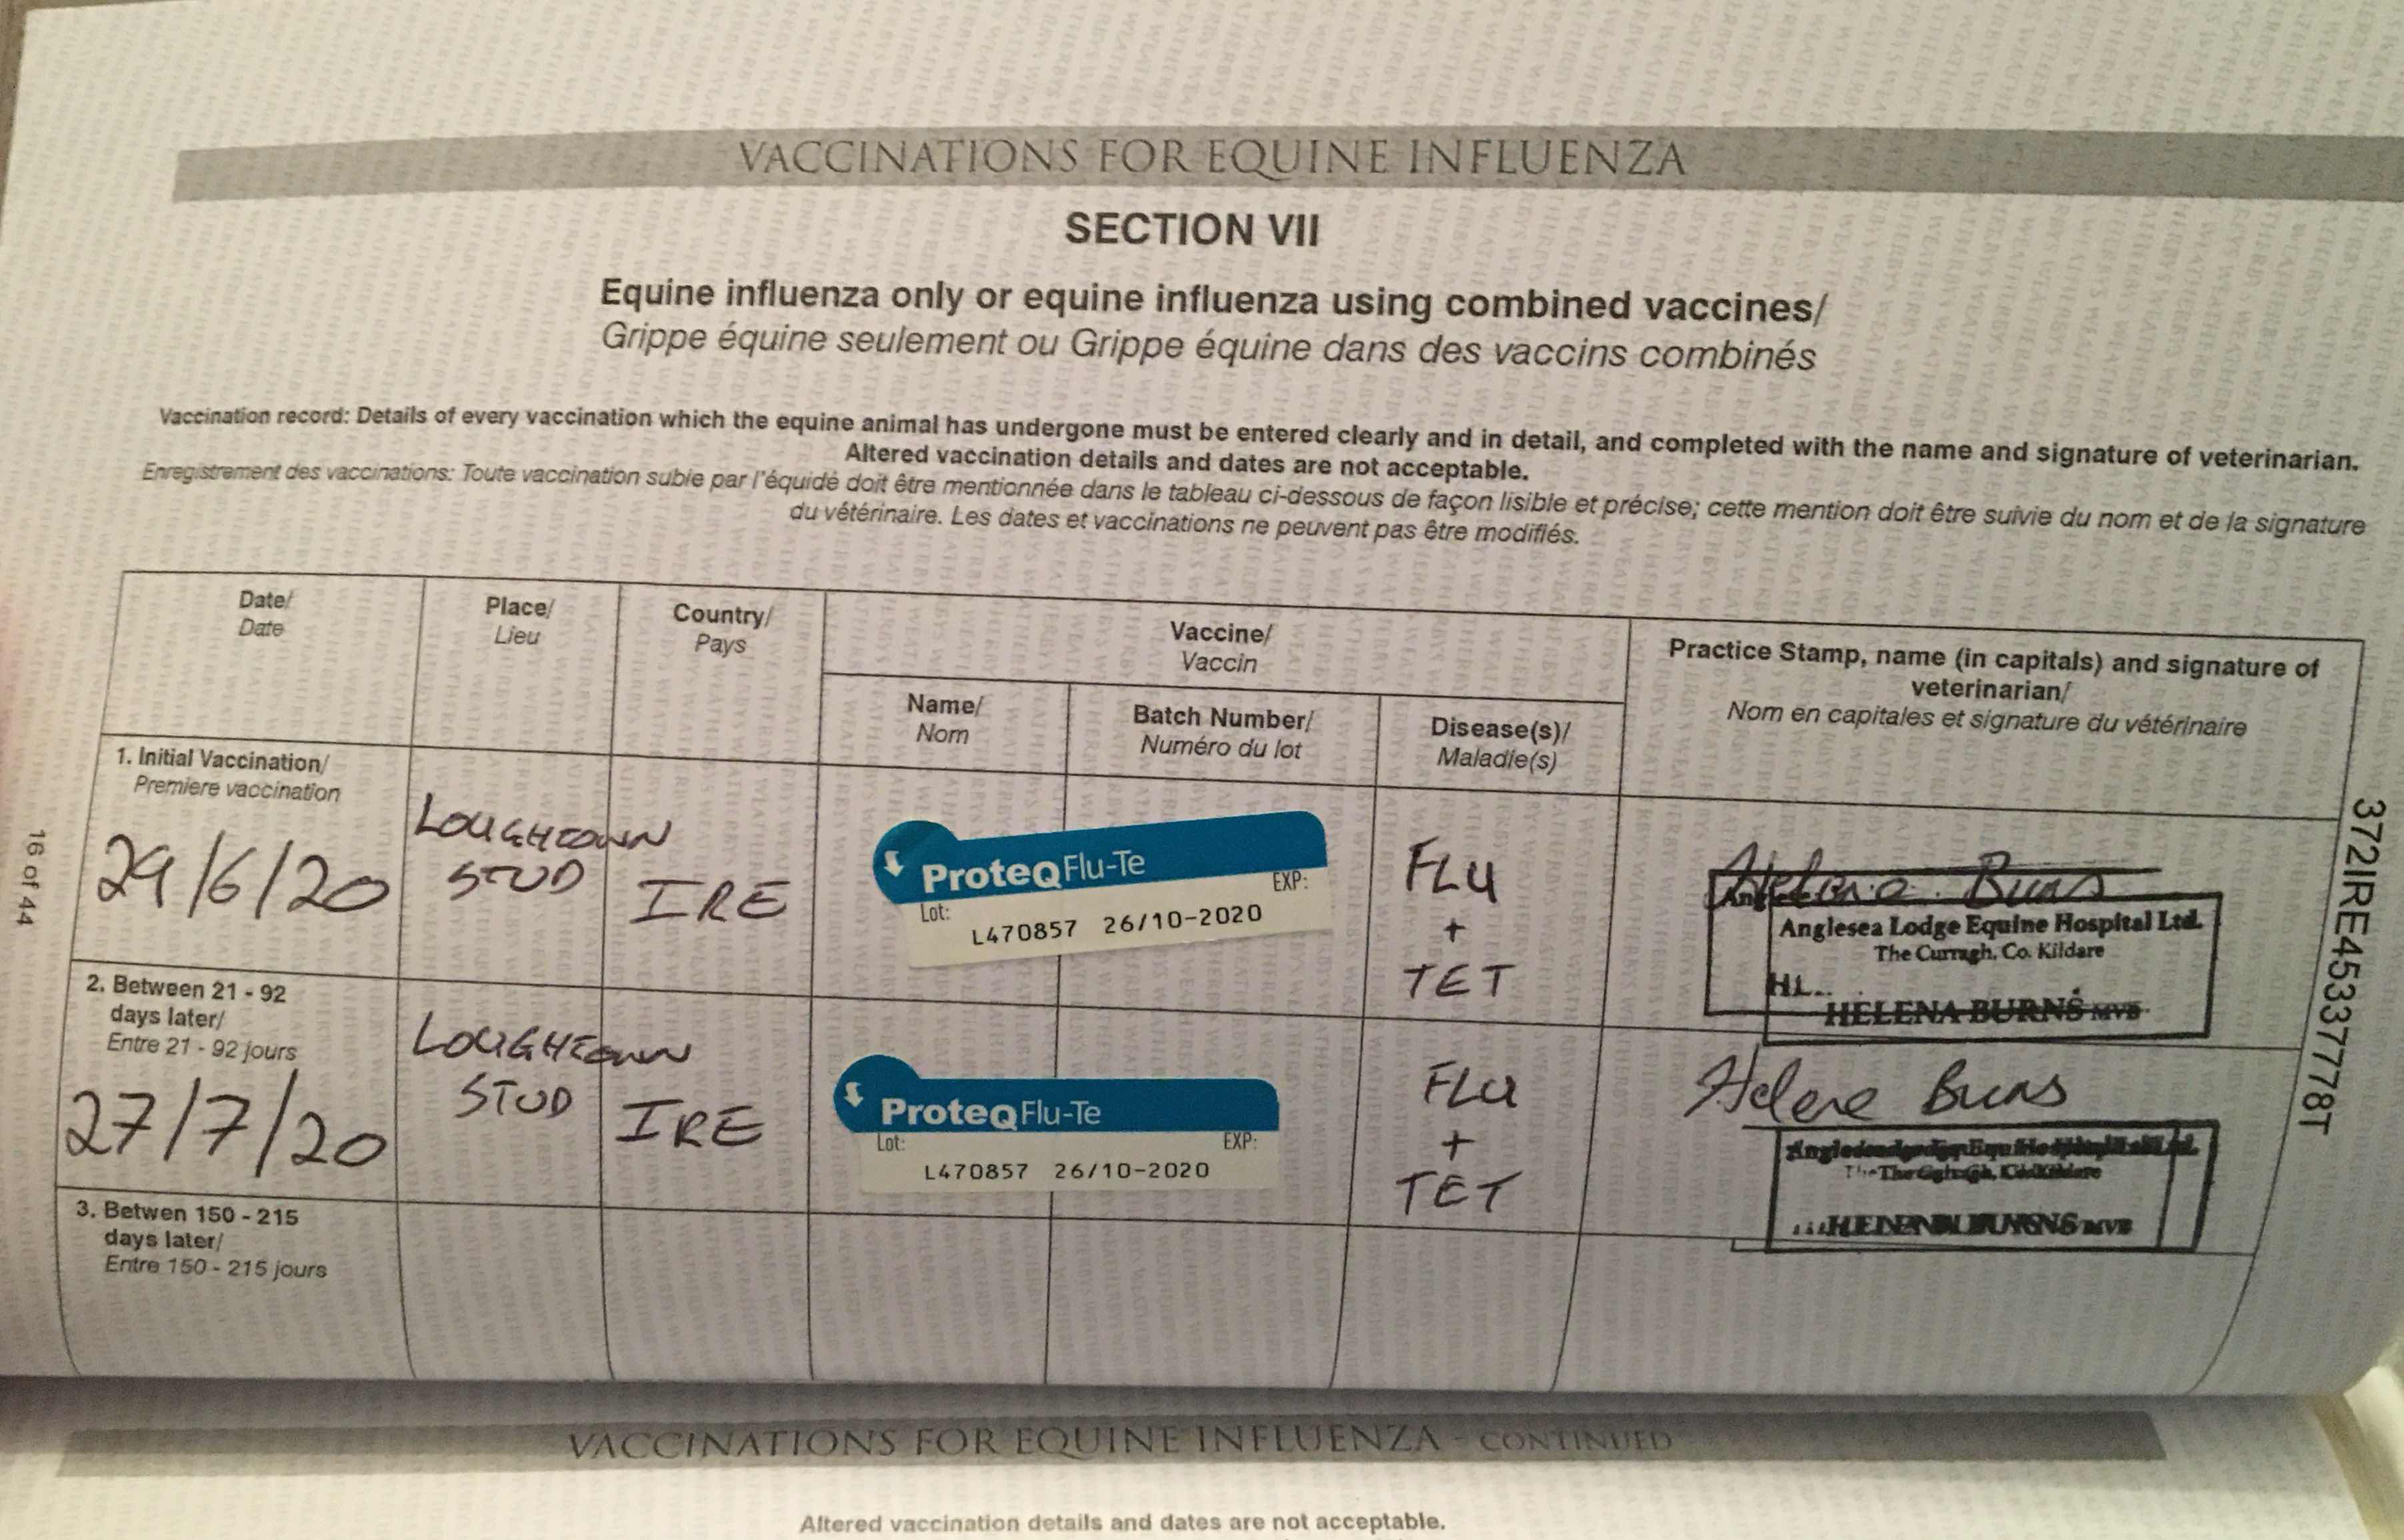 VACCINATIONS FOR EQUINE INFLUENZA
SECTION VII
Equine influenza only or equine influenza using combined vaccines/
Grippe équine seulement ou Grippe équine dans des vaccins combinés
Vaccination record: Details of every vaccination which the equine animal has undergone must be entered clearly and in detail, and completed with the name and signature of veterinarian.
Altered vaccination details and dates are not acceptable.
Enregistrement des vaccinations: Toute vaccination subie par l'équidé doit être mentionnée dans le tableau ci-dessous de façon lisible et précise; cette mention doit être suivie du nom et de la signature
du vétérinaire. Les dates et vaccinations ne peuvent pas être modifiés.
Date/
Date
Place/
Lieu
Country/
Pays
Vaccine/
Vaccin
Name/
Nom
Batch Number/
Numéro du lot
Disease(s)/
Maladie(s)
Practice Stamp, name (in capitals) and signature of
veterinarian/
Nom en capitales et signature du vétérinaire
1. Initial Vaccination/
Premiere vaccination
29/6/20
LOUGHTOWN
STUD
IRE
ProteqFlu-Te
Lot: EXP:
L470857 26/10-2020
FLU
+
TET
Helena Burns
Anglesea Lodge Equine Hospital Ltd.
The Curragh, Co. Kildare
HELENA BURNS MVB
2. Between 21 - 92
days later/
Entre 21 - 92 jours
27/7/20
LOUGHTOWN
STUD
IRE
ProteqFlu-Te
Lot: EXP:
L470857 26/10-2020
FLU
+
TET
Helena Burns
MVB
3. Betwen 150 - 215
days later/
Entre 150 - 215 jours
16 of 44
372IRE45337778T
VACCINATIONS FOR EQUINE INFLUENZA - CONTINUED
Altered vaccination details and dates are not acceptable.